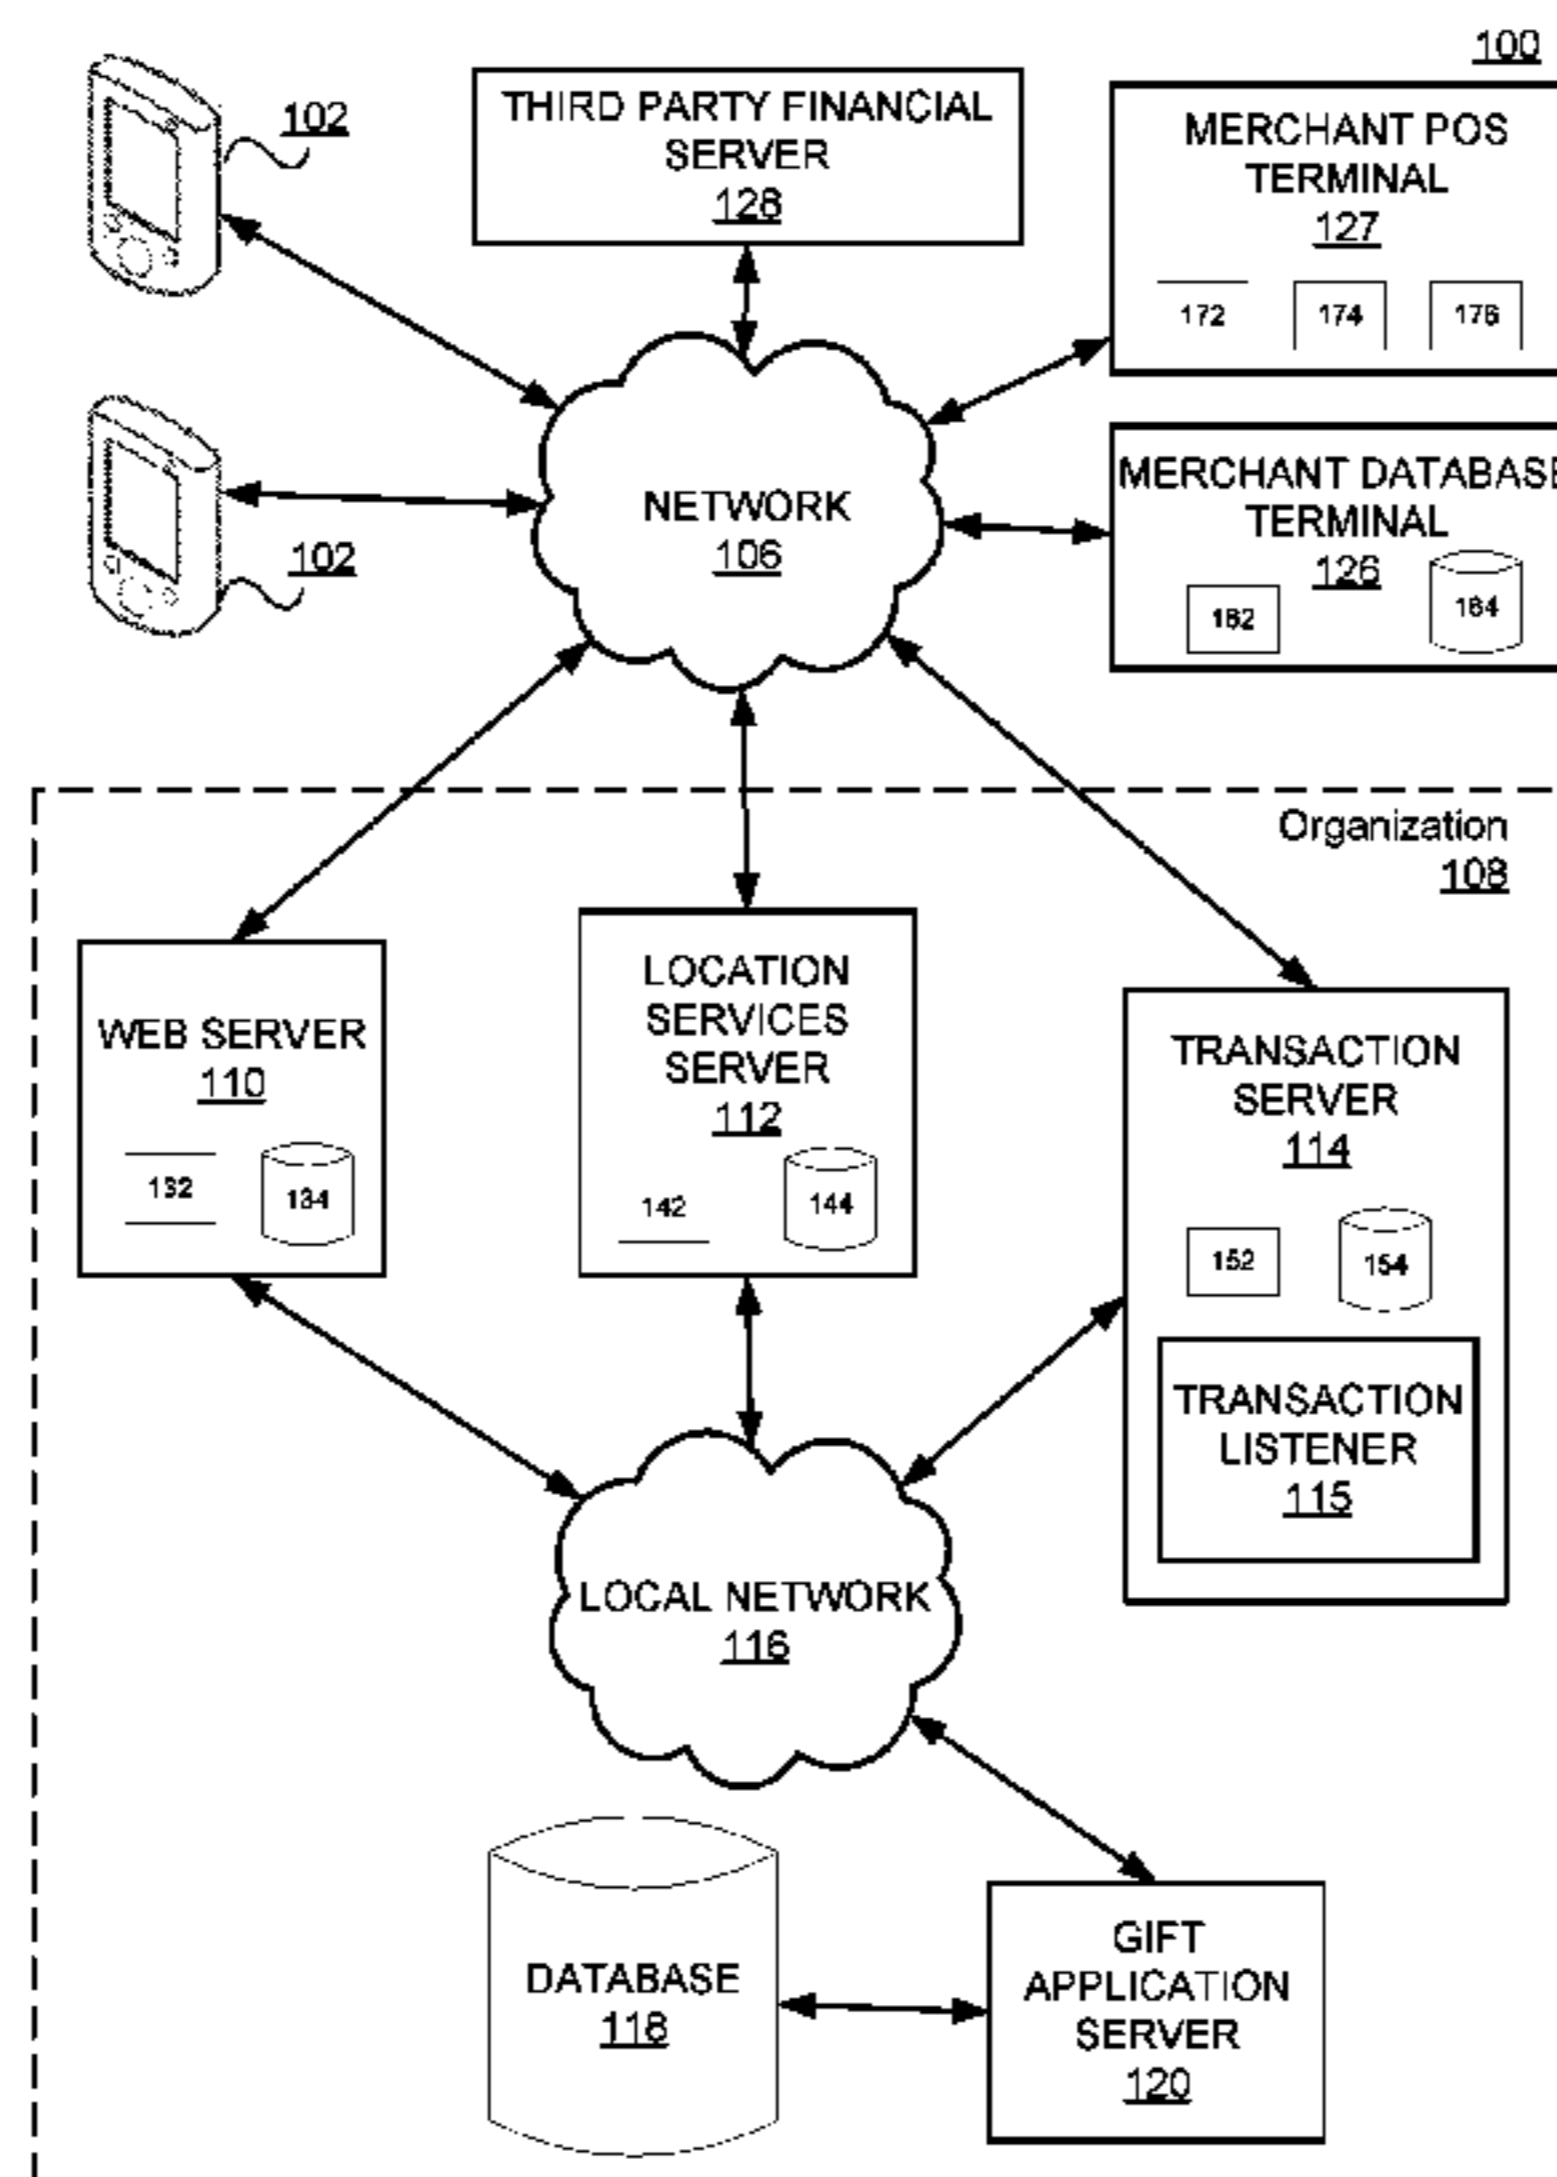 100
102
THIRD PARTY FINANCIAL
SERVER
128
MERCHANT POS
TERMINAL
127
172
174
176
102
NETWORK
106
MERCHANT DATABASE
TERMINAL
126
162
164
Organization
108
WEB SERVER
110
132
134
LOCATION
SERVICES
SERVER
112
142
144
TRANSACTION
SERVER
114
152
154
TRANSACTION
LISTENER
115
LOCAL NETWORK
116
DATABASE
118
GIFT
APPLICATION
SERVER
120